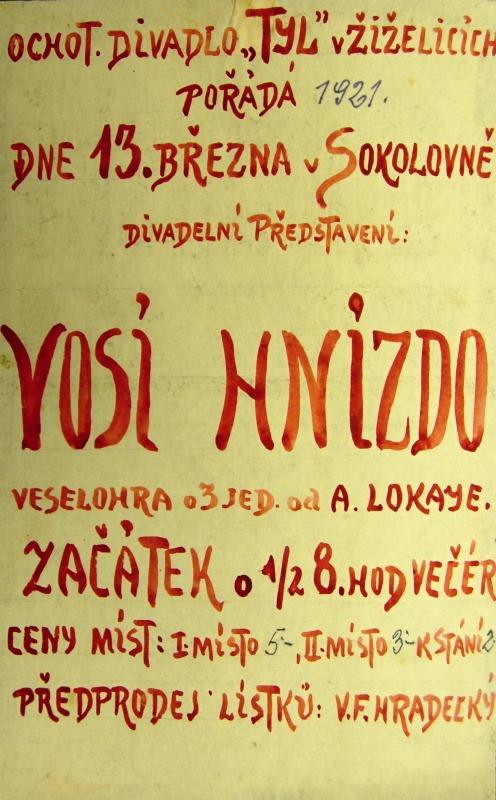 OCHOT. DIVADLO „TYL" v ŽIŽELICÍCH
POŘÁDÁ 1921.
DNE 13. BŘEZNA v SOKOLOVNĚ
DIVADELNÍ PŘEDSTAVENÍ:
VOSÍ HNÍZDO
VESELOHRA o 3 JED. od A. LOKAYE.
ZAČÁTEK o 1/2 8. HOD VEČER
CENY MÍST: I. MÍSTO 5·-, II. MÍSTO 3·- K STÁNÍ 2·
PŘEDPRODEJ LÍSTKŮ: V. F. HRADECKÝ